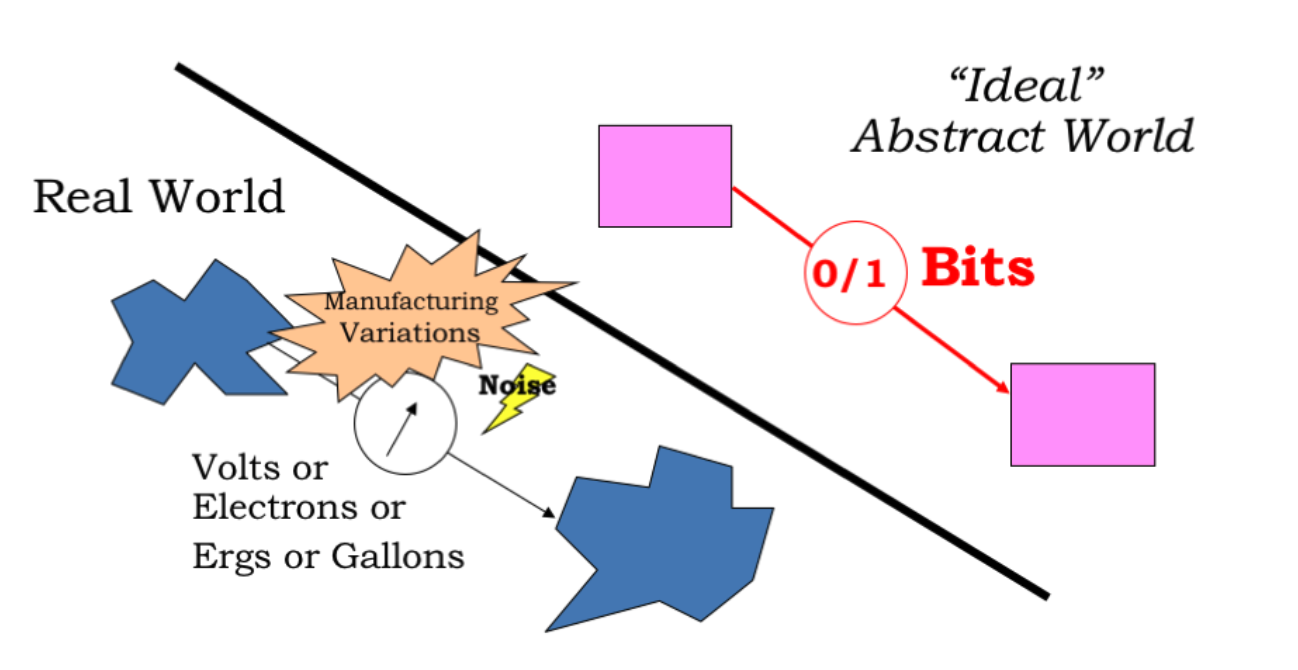 “Ideal”
Abstract World
Real World
0/1 Bits
Manufacturing
Variations
Noise
Volts or
Electrons or
Ergs or Gallons